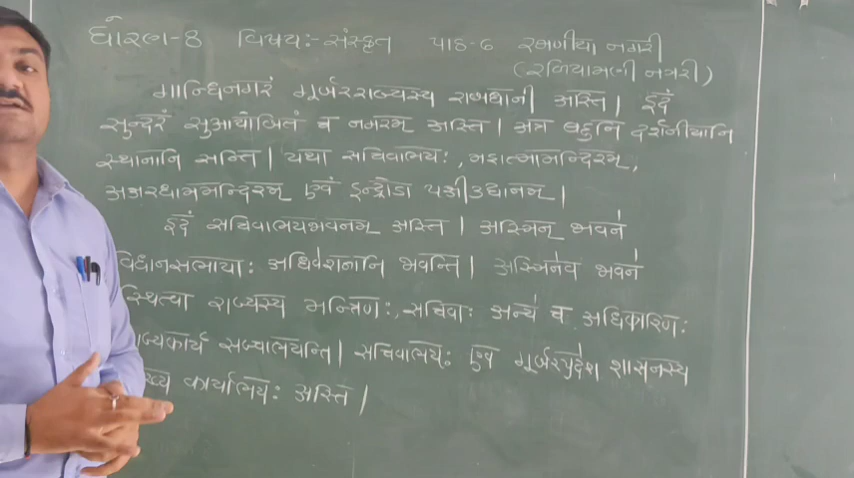 ધોરણ-8 વિષય:- સંસ્કૃત પાઠ-6 રમણીયા નગરી
(રળિયામણી નગરી)
गान्धिनगरं गूर्जरराज्यस्य राजधानी अस्ति। इदं
सुन्दरं सुआयोजितं च नगरम् अस्ति। अत्र बहुनि दर्शनीयानि
स्थानानि सन्ति। यथा सचिवालयः, महात्मामन्दिरम्,
अक्षरधाममन्दिरम् एवं इन्द्रोडा पक्षीउद्यानम्।
इदं सचिवालयभवनम् अस्ति। अस्मिन् भवने
विधानसभायाः अधिवेशनानि भवन्ति। अस्मिनेव भवने
स्थित्वा राज्यस्य मन्त्रिणः, सचिवाः अन्ये च अधिकारिणः
राज्यकार्यं सञ्चालयन्ति। सचिवालयः एव गूर्जरप्रदेश शासनस्य
कार्यालयः अस्ति।